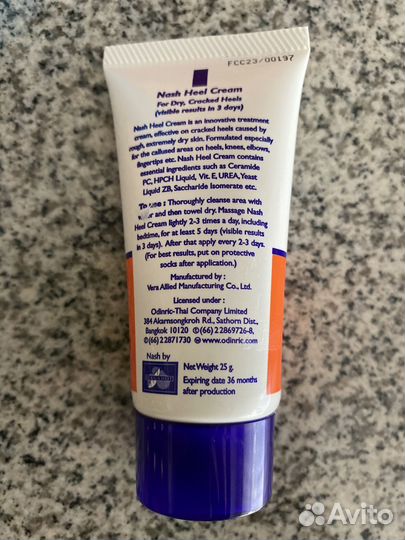 FCC23/00197
Nash Heel Cream
For Dry, Cracked Heels
(visible results in 3 days)
Nash Heel Cream is an innovative treatment
cream, effective on cracked heels caused by
rough, extremely dry skin. Formulated especially
for the callused areas on heels, knees, elbows,
fingertips etc. Nash Heel Cream contains
essential ingredients such as Ceramide
PC, HPCH Liquid, Vit. E, UREA, Yeast
Liquid ZB, Saccharide Isomerate etc.
To use : Thoroughly cleanse area with
and then towel dry. Massage Nash
Heel Cream lightly 2-3 times a day, including
bedtime, for at least 5 days (visible results
in 3 days). After that apply every 2-3 days.
(For best results, put on protective
socks after application.)
Manufactured by :
Vera Allied Manufacturing Co., Ltd.
Licensed under :
Odinric-Thai Company Limited
384 Akarnsongkroh Rd., Sathorn Dist.,
Bangkok 10120 ✆(66)2 2869726-8,
✆(66)2 2871730 @www.odinric.com
Nash by
Net Weight 25 g.
Expiring date 36 months
after production
Avito